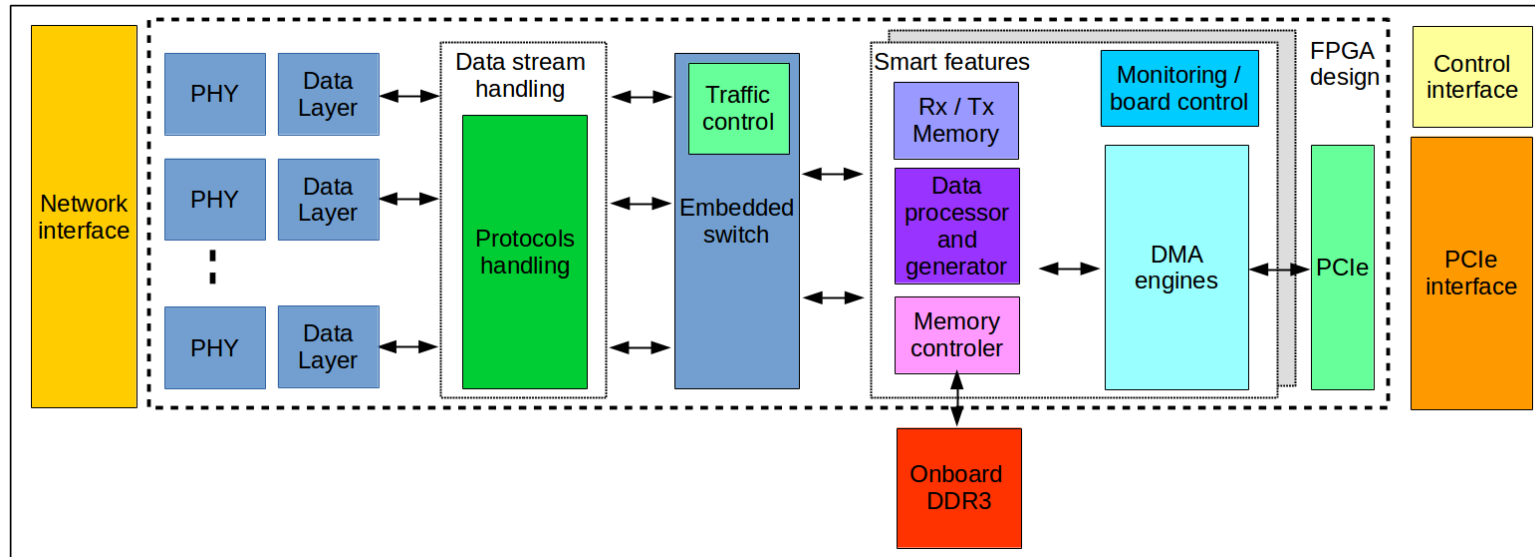 Network
interface
PHY
Data
Layer
PHY
Data
Layer
PHY
Data
Layer
Data stream
handling
Protocols
handling
Traffic
control
Embedded
switch
Smart features
Rx / Tx
Memory
Data
processor
and
generator
Memory
controler
Monitoring /
board control
DMA
engines
FPGA
design
PCIe
Control
interface
PCIe
interface
Onboard
DDR3